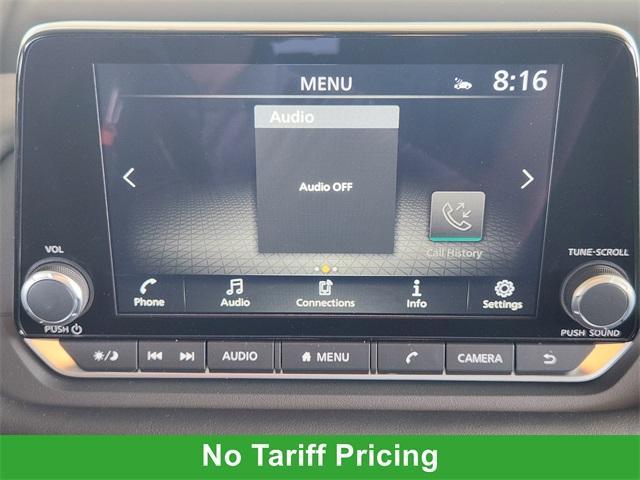 MENU 8:16
Audio
Audio OFF
Call History
Phone Audio Connections Info Settings
VOL
PUSH
TUNE·SCROLL
PUSH SOUND
AUDIO MENU CAMERA
No Tariff Pricing